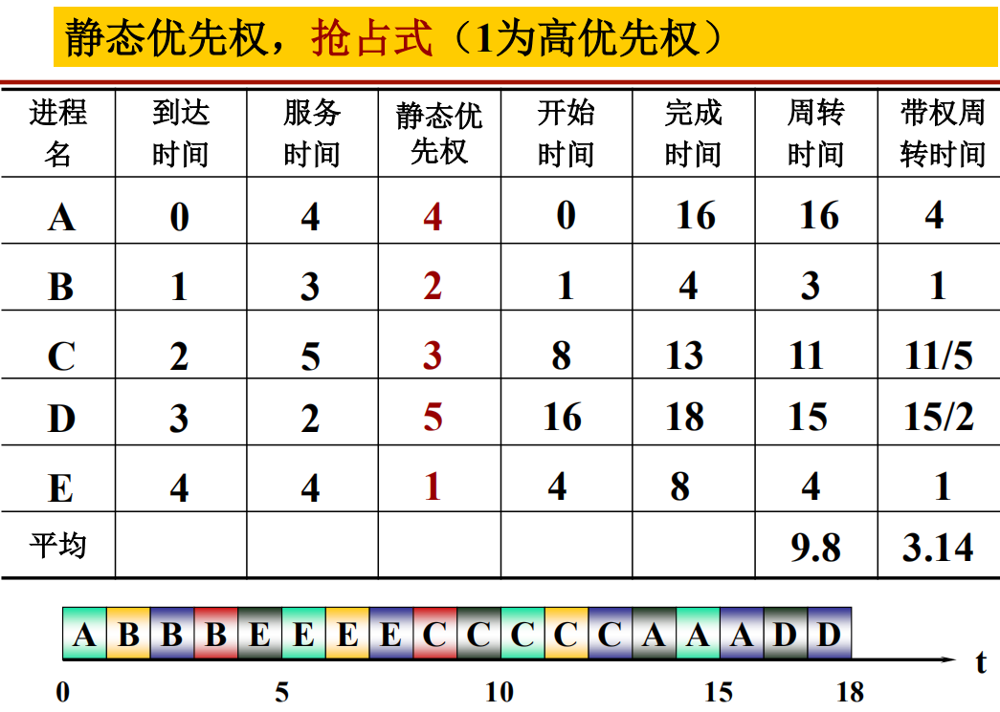 静态优先权，抢占式（1为高优先权）
进程名 到达时间 服务时间 静态优先权 开始时间 完成时间 周转时间 带权周转时间
A 0 4 4 0 16 16 4
B 1 3 2 1 4 3 1
C 2 5 3 8 13 11 11/5
D 3 2 5 16 18 15 15/2
E 4 4 1 4 8 4 1
平均 9.8 3.14
A B B B E E E E C C C C C A A A D D
t
0 5 10 15 18